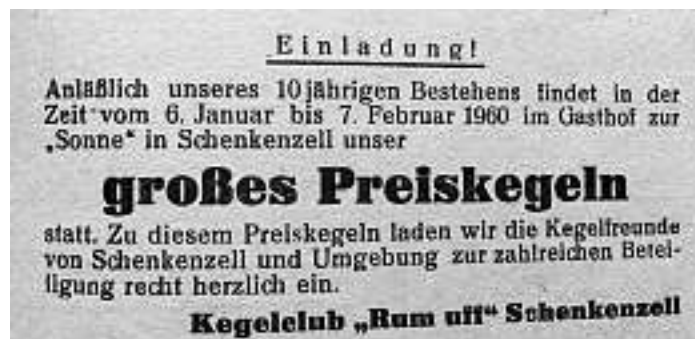 Einladung!
Anläßlich unseres 10jährigen Bestehens findet in der
Zeit vom 6. Januar bis 7. Februar 1960 im Gasthof zur
„Sonne“ in Schenkenzell unser
großes Preiskegeln
statt. Zu diesem Preiskegeln laden wir die Kegelfreunde
von Schenkenzell und Umgebung zur zahlreichen Betei-
ligung recht herzlich ein.
Kegelclub „Rum uff“ Schenkenzell